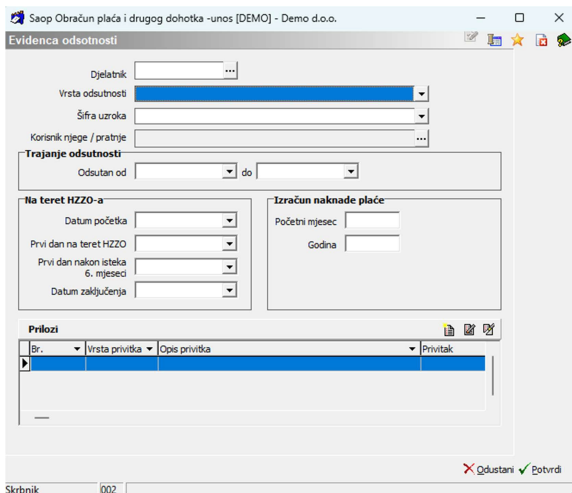 Saop Obračun plaća i drugog dohotka -unos [DEMO] - Demo d.o.o.
Evidenca odsotnosti
Djelatnik
Vrsta odsutnosti
Šifra uzroka
Korisnik njege / pratnje
Trajanje odsutnosti
Odsutan od
do
Na teret HZZO-a
Datum početka
Prvi dan na teret HZZO
Prvi dan nakon isteka
6. mjeseci
Datum zaključenja
Izračun naknade plaće
Početni mjesec
Godina
Prilozi
Br. Vrsta privitka Opis privitka Privitak
Odustani Potvrdi
Skrbnik 002